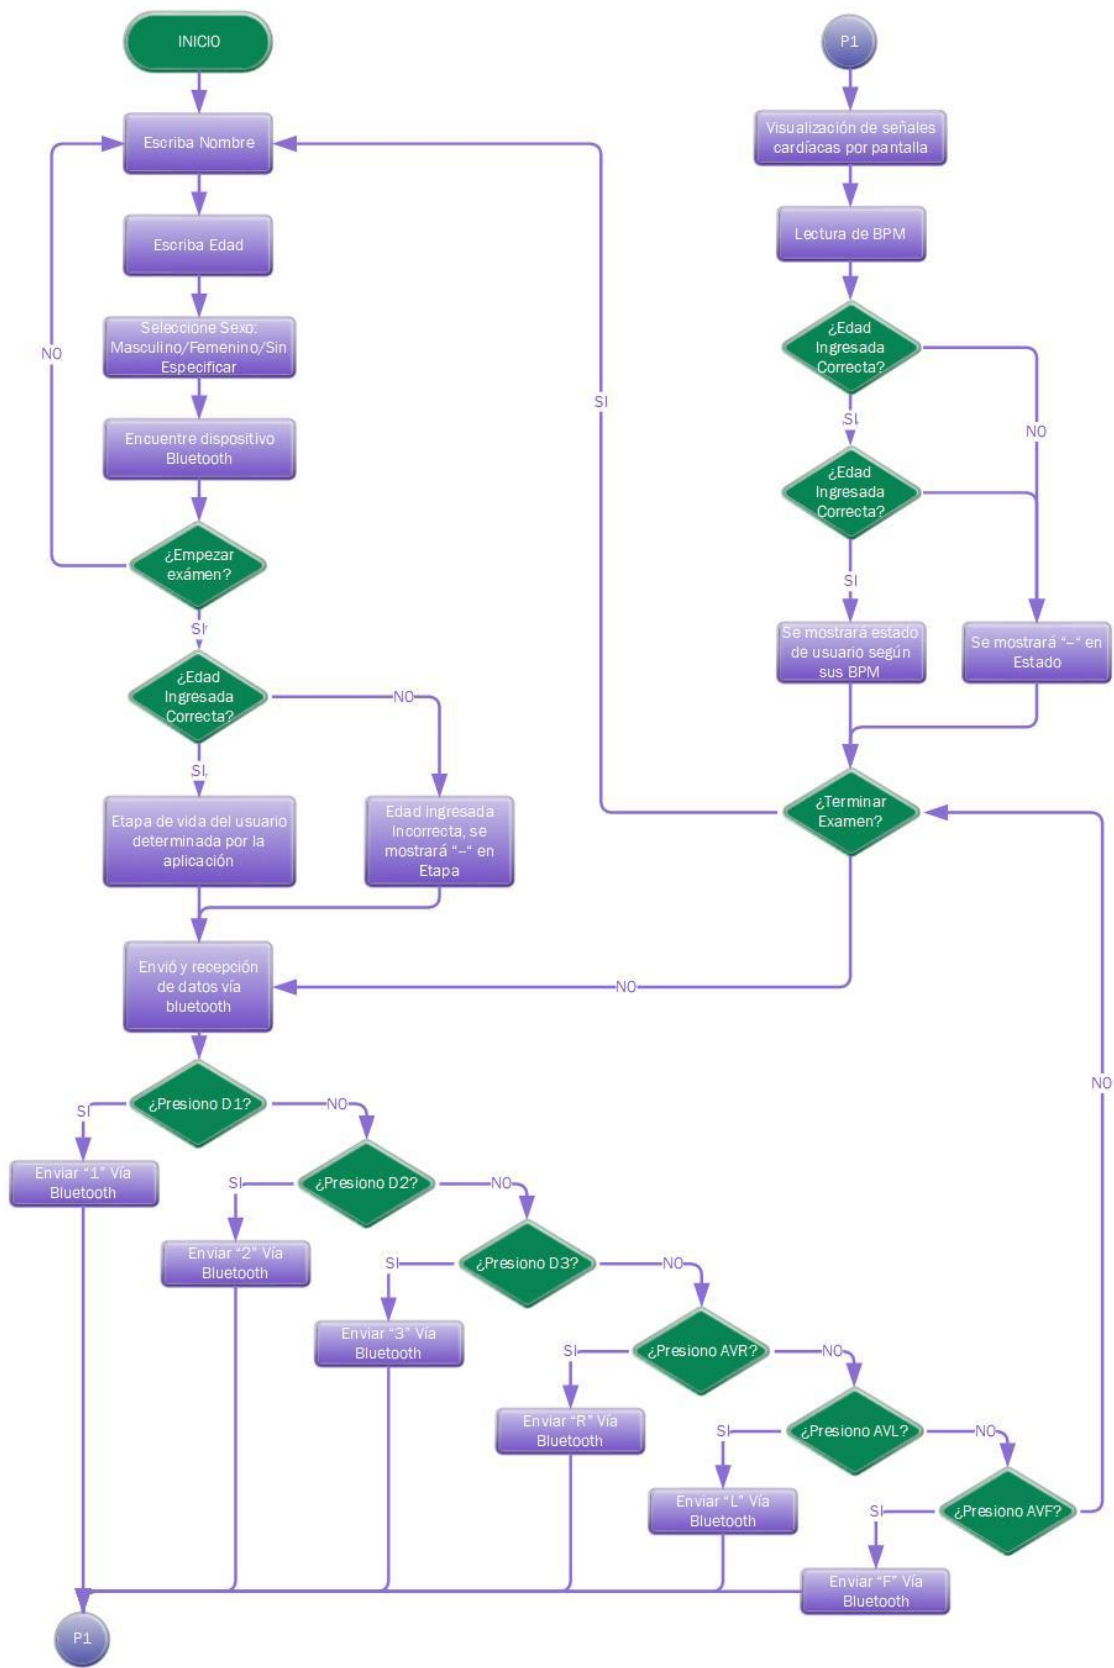 INICIO
Escriba Nombre
Escriba Edad
Seleccione Sexo:
Masculino/Femenino/Sin
Especificar
Encuentre dispositivo
Bluetooth
¿Empezar
exámen?
NO
SI
¿Edad
Ingresada
Correcta?
NO
SI
Etapa de vida del usuario
determinada por la
aplicación
Edad ingresada
Incorrecta, se
mostrará "–" en
Etapa
Envió y recepción
de datos vía
bluetooth
¿Presiono D1?
SI
NO
Enviar "1" Vía
Bluetooth
¿Presiono D2?
SI
NO
Enviar "2" Vía
Bluetooth
¿Presiono D3?
SI
NO
Enviar "3" Vía
Bluetooth
¿Presiono AVR?
SI
NO
Enviar "R" Vía
Bluetooth
¿Presiono AVL?
SI
NO
Enviar "L" Vía
Bluetooth
¿Presiono AVF?
SI
NO
Enviar "F" Vía
Bluetooth
P1
P1
Visualización de señales
cardíacas por pantalla
Lectura de BPM
¿Edad
Ingresada
Correcta?
SI
NO
¿Edad
Ingresada
Correcta?
SI
Se mostrará estado
de usuario según
sus BPM
Se mostrará "–" en
Estado
¿Terminar
Examen?
SI
NO